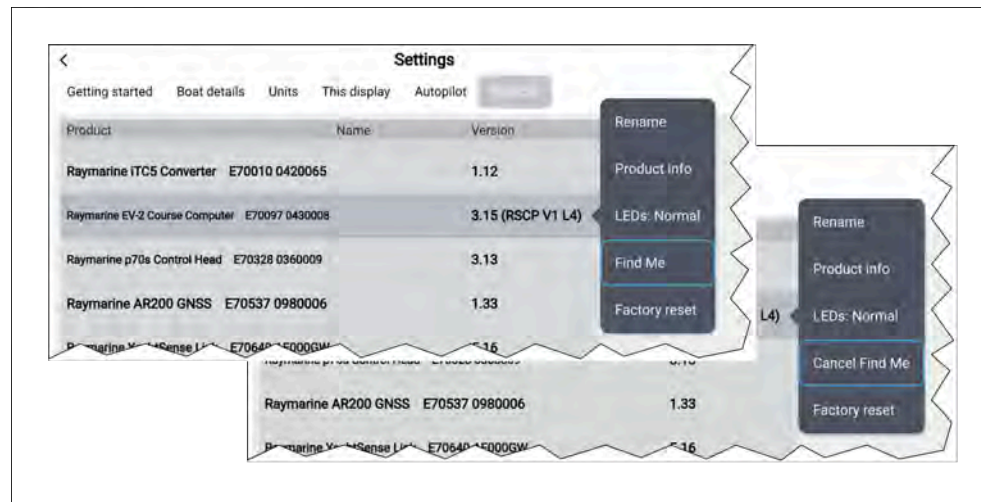 Settings
Getting started Boat details Units This display Autopilot
Product Name Version
Raymarine iTC5 Converter E70010 0420065 1.12
Raymarine EV-2 Course Computer E70097 0430008 3.15 (RSCP V1 L4)
Raymarine p70s Control Head E70328 0360009 3.13
Raymarine AR200 GNSS E70537 0980006 1.33
Rename
Product info
LEDs: Normal
Find Me
Factory reset
L4)
Raymarine AR200 GNSS E70537 0980006 1.33
Rename
Product info
LEDs: Normal
Cancel Find Me
Factory reset